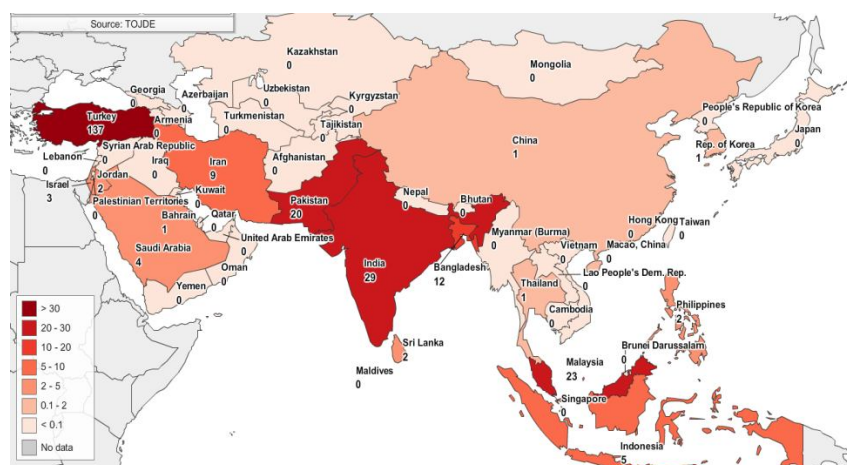 Source: TOJDE
Kazakhstan
0
Mongolia
0
Georgia
0
Azerbaijan
0
Uzbekistan
0
Kyrgyzstan
0
Turkey
137
Armenia
0
Turkmenistan
0
Tajikistan
0
People's Republic of Korea
0
Japan
0
China
1
Rep. of Korea
1
Lebanon
0
Syrian Arab Republic
0
Iraq
0
Iran
9
Afghanistan
0
Israel
3
Jordan
2
Kuwait
0
Pakistan
20
Nepal
0
Bhutan
0
Palestinian Territories
0
Bahrain
1
Qatar
0
United Arab Emirates
0
Hong Kong
0
Taiwan
0
Myanmar (Burma)
0
Vietnam
0
Macao, China
0
Saudi Arabia
4
Oman
0
India
29
Bangladesh
12
Lao People's Dem. Rep.
0
Yemen
0
Thailand
1
Cambodia
0
Philippines
2
Sri Lanka
2
Maldives
0
Brunei Darussalam
0
Malaysia
23
Singapore
0
Indonesia
5
> 30
20 - 30
10 - 20
5 - 10
2 - 5
0.1 - 2
< 0.1
No data